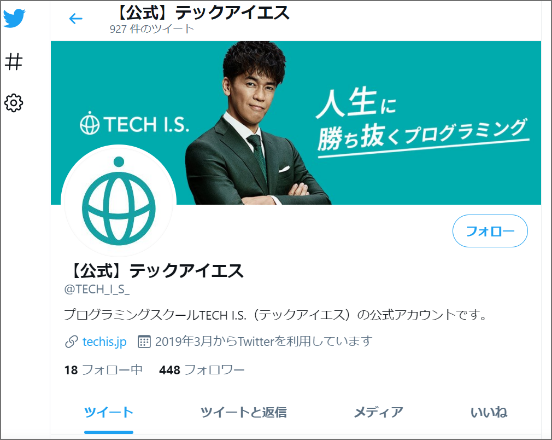 【公式】テックアイエス
927 件のツイート
TECH I.S.
人生に
勝ち抜くプログラミング
フォロー
【公式】テックアイエス
@TECH_I_S_
プログラミングスクールTECH I.S.（テックアイエス）の公式アカウントです。
techis.jp 2019年3月からTwitterを利用しています
18 フォロー中 448 フォロワー
ツイート ツイートと返信 メディア いいね